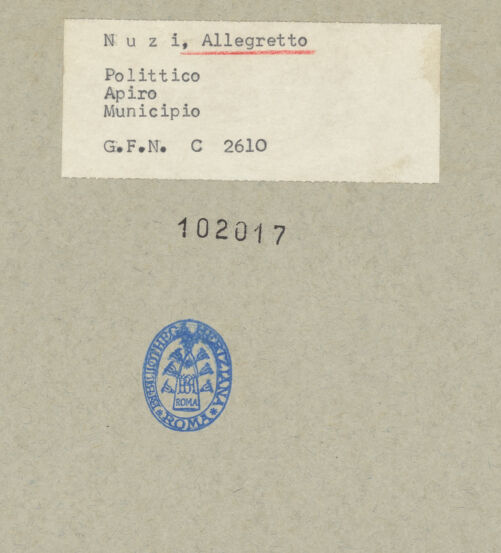 N u z i, Allegretto
Polittico
Apiro
Municipio
G.F.N. C 2610
102017
BIBLIOTHECA HERTZIANA
ROMA
* ROMA *